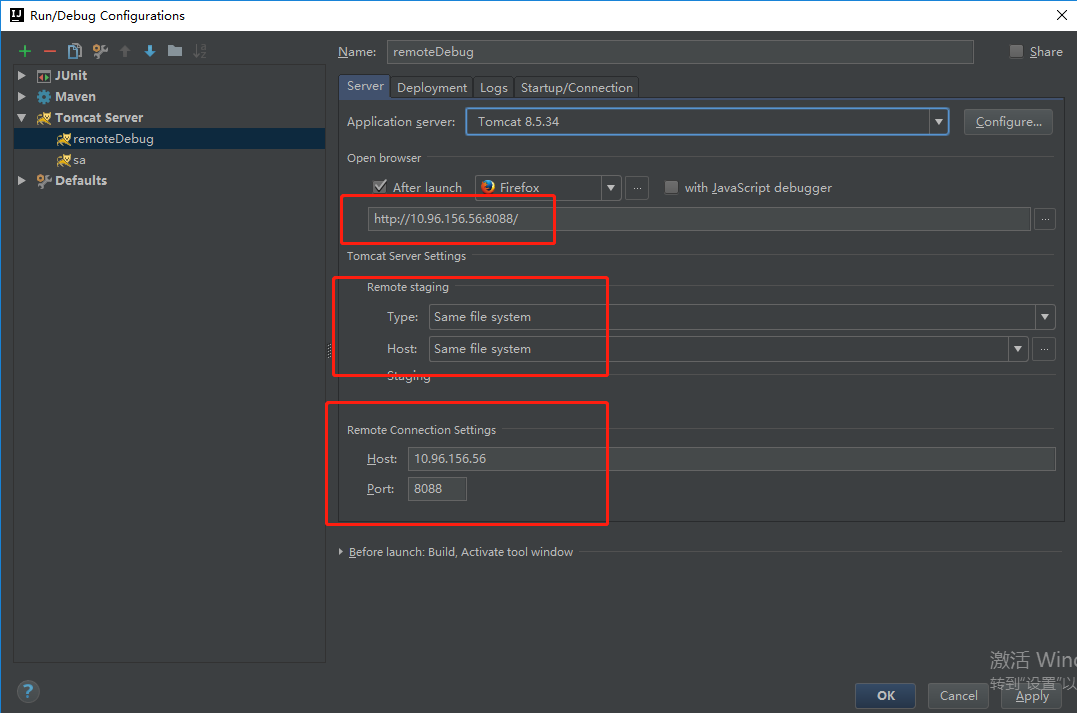 Run/Debug Configurations
Name: remoteDebug Share
JUnit
Maven
Tomcat Server
remoteDebug
sa
Defaults
Server Deployment Logs Startup/Connection
Application server: Tomcat 8.5.34 Configure...
Open browser
After launch Firefox ... with JavaScript debugger
http://10.96.156.56:8088/ ...
Tomcat Server Settings
Remote staging
Type: Same file system
Host: Same file system ...
Staging
Remote Connection Settings
Host: 10.96.156.56
Port: 8088
Before launch: Build, Activate tool window
激活 Wind
转到"设置"以
? OK Cancel Apply